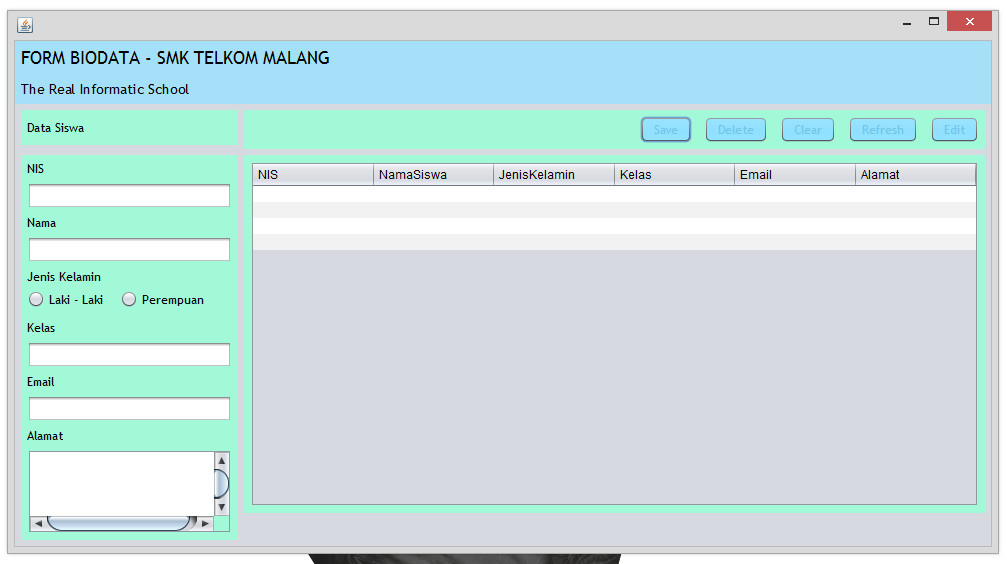 FORM BIODATA - SMK TELKOM MALANG
The Real Informatic School
Data Siswa
Save Delete Clear Refresh Edit
NIS
Nama
Jenis Kelamin
Laki - Laki Perempuan
Kelas
Email
Alamat
NIS NamaSiswa JenisKelamin Kelas Email Alamat